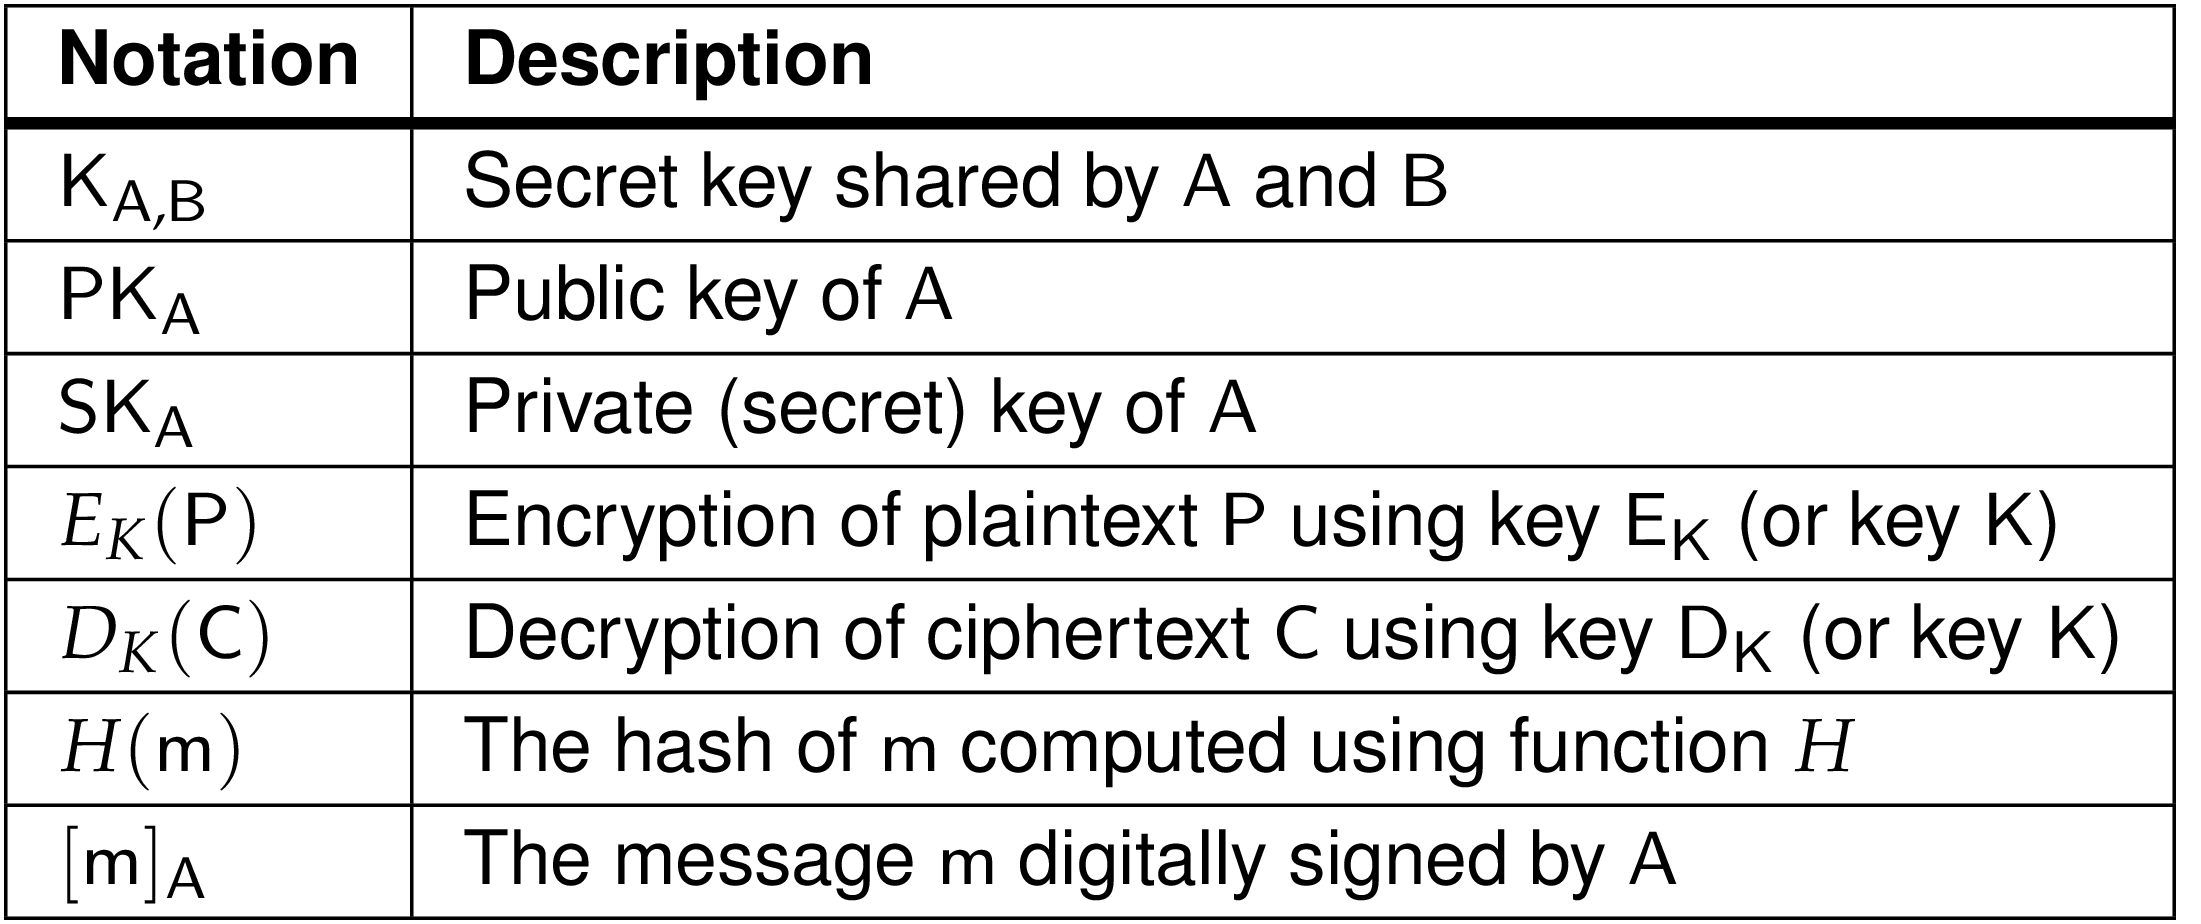 Notation Description
K_{A,B} Secret key shared by A and B
PK_A Public key of A
SK_A Private (secret) key of A
E_K(P) Encryption of plaintext P using key E_K (or key K)
D_K(C) Decryption of ciphertext C using key D_K (or key K)
H(m) The hash of m computed using function H
[m]_A The message m digitally signed by A